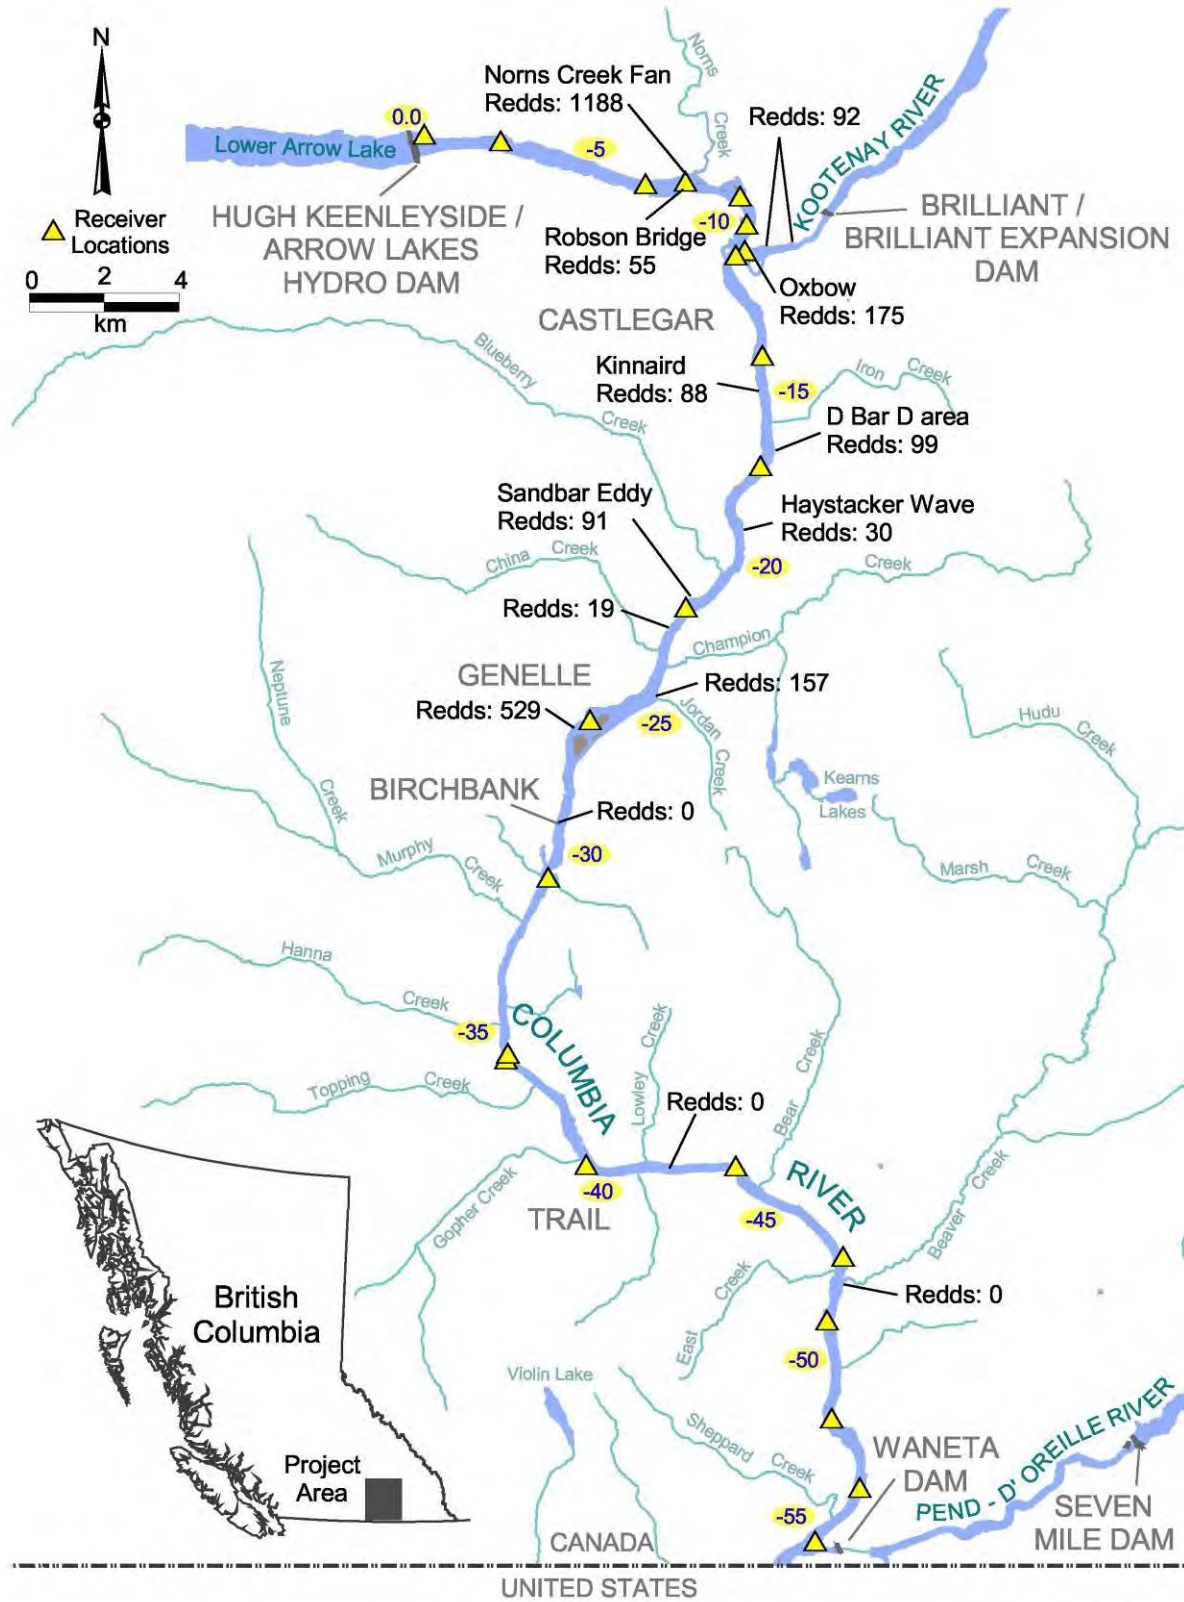 N
Receiver
Locations
0 2 4
km
0.0
Lower Arrow Lake
HUGH KEENLEYSIDE /
ARROW LAKES
HYDRO DAM
-5
Norns Creek Fan
Redds: 1188
Norns
Creek
Redds: 92
KOOTENAY RIVER
-10
Robson Bridge
Redds: 55
BRILLIANT /
BRILLIANT EXPANSION
DAM
Oxbow
Redds: 175
CASTLEGAR
Blueberry
Creek
Kinnaird
Redds: 88
-15
Iron
Creek
D Bar D area
Redds: 99
Sandbar Eddy
Redds: 91
Haystacker Wave
Redds: 30
China
Creek
-20
Creek
Champion
Redds: 19
Neptune
Creek
GENELLE
Redds: 529
Redds: 157
-25
Jordan
Creek
Hudu
Creek
Kearns
Lakes
BIRCHBANK
Redds: 0
-30
Murphy
Creek
Marsh
Creek
Hanna
Creek
-35
COLUMBIA
Topping
Creek
Lowley
Creek
Redds: 0
Bear
Creek
Gopher Creek
-40
TRAIL
-45
RIVER
Beaver
Creek
East
Creek
Redds: 0
British
Columbia
-50
Violin Lake
Sheppard
Creek
WANETA
DAM
PEND - D' OREILLE RIVER
Project
Area
-55
SEVEN
MILE DAM
CANADA
UNITED STATES